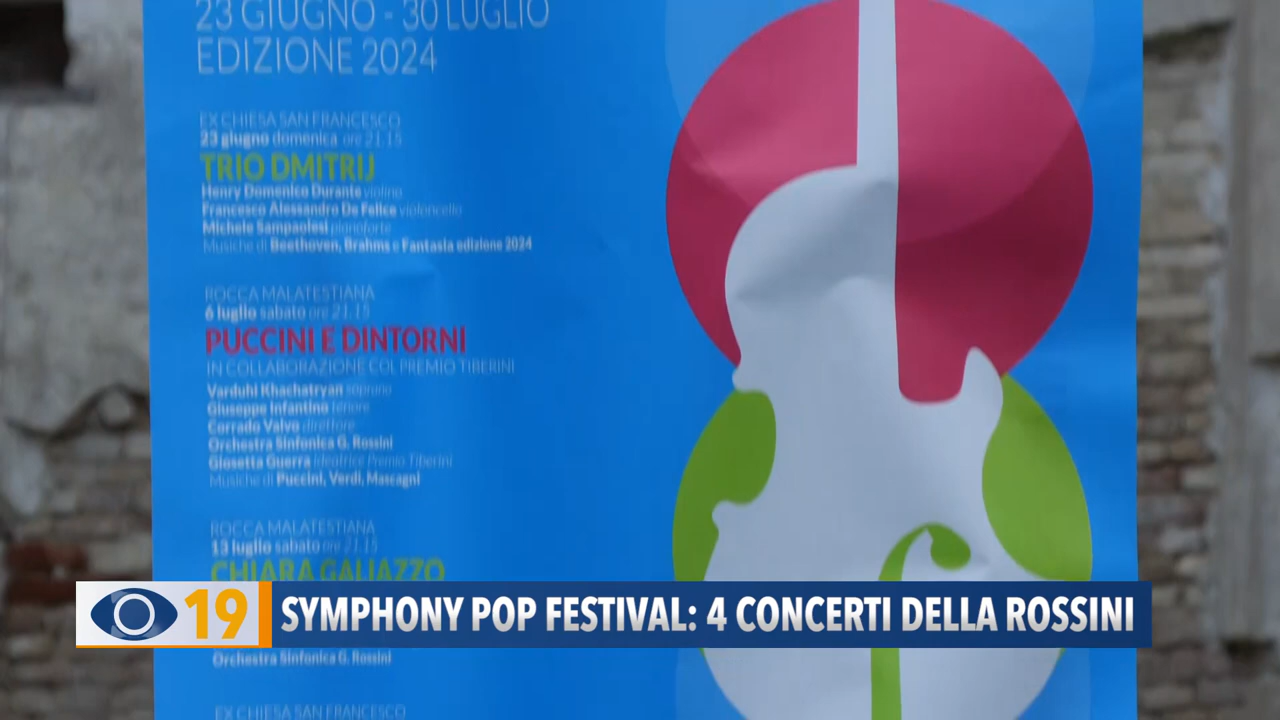 23 GIUGNO - 30 LUGLIO
EDIZIONE 2024
EX CHIESA SAN FRANCESCO
23 giugno domenica ore 21.15
TRIO DMITRIJ
Henry Domenico Durante violino
Francesco Alessandro De Felice violoncello
Michele Sampaolesi pianoforte
Musiche di Beethoven, Brahms e Fantasia edizione 2024
ROCCA MALATESTIANA
6 luglio sabato ore 21.15
PUCCINI E DINTORNI
IN COLLABORAZIONE COL PREMIO TIBERINI
Varduhi Khachatryan soprano
Giuseppe Infantino tenore
Corrado Valvo direttore
Orchestra Sinfonica G. Rossini
Giosetta Guerra ideatrice Premio Tiberini
Musiche di Puccini, Verdi, Mascagni
ROCCA MALATESTIANA
13 luglio sabato ore 21.15
CHIARA GALIAZZO
19 SYMPHONY POP FESTIVAL: 4 CONCERTI DELLA ROSSINI
Orchestra Sinfonica G. Rossini
EX CHIESA SAN FRANCESCO